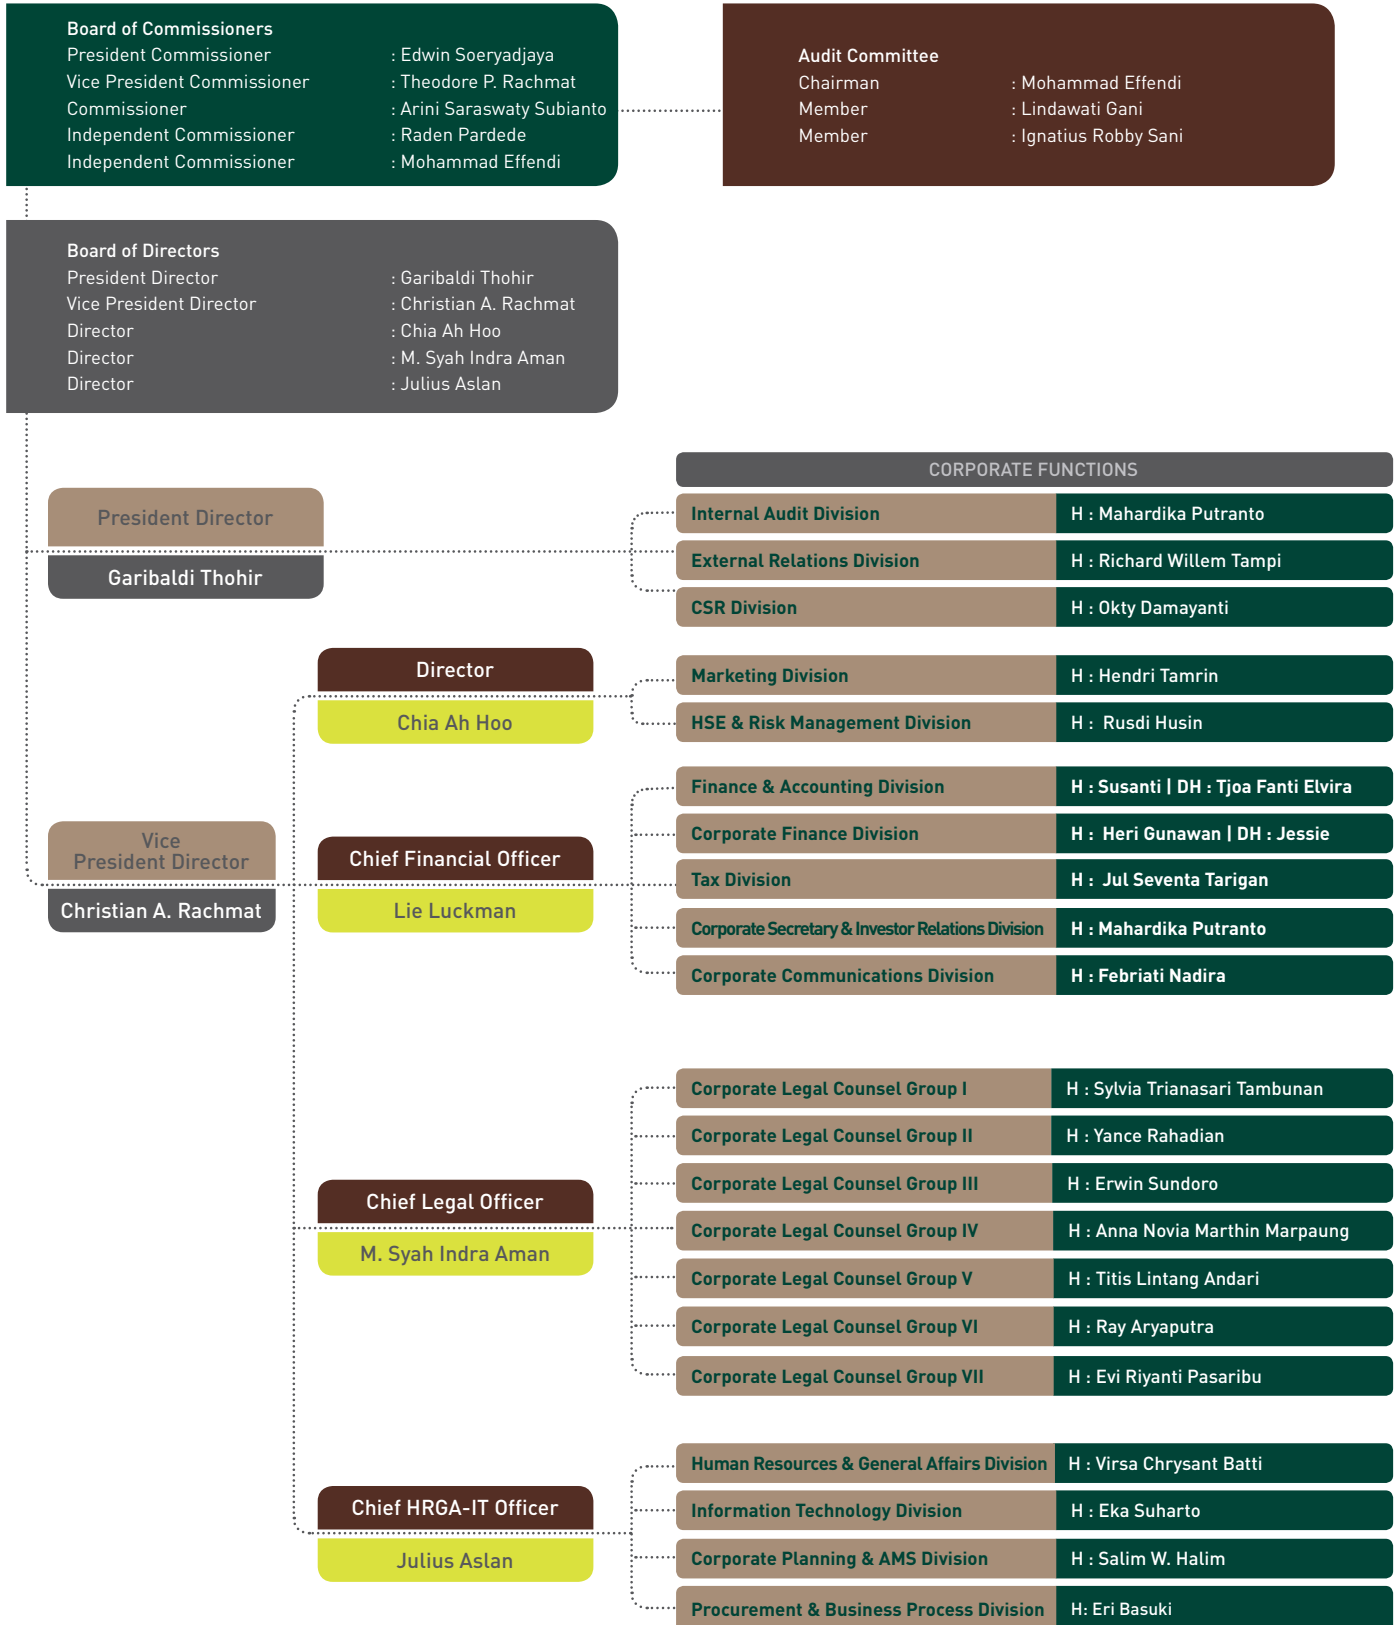 Board of Commissioners
President Commissioner : Edwin Soeryadjaya
Vice President Commissioner : Theodore P. Rachmat
Commissioner : Arini Saraswaty Subianto
Independent Commissioner : Raden Pardede
Independent Commissioner : Mohammad Effendi
Audit Committee
Chairman : Mohammad Effendi
Member : Lindawati Gani
Member : Ignatius Robby Sani
Board of Directors
President Director : Garibaldi Thohir
Vice President Director : Christian A. Rachmat
Director : Chia Ah Hoo
Director : M. Syah Indra Aman
Director : Julius Aslan
CORPORATE FUNCTIONS
President Director
Garibaldi Thohir
Internal Audit Division H : Mahardika Putranto
External Relations Division H : Richard Willem Tampi
CSR Division H : Okty Damayanti
Director
Chia Ah Hoo
Marketing Division H : Hendri Tamrin
HSE & Risk Management Division H : Rusdi Husin
Vice
President Director
Christian A. Rachmat
Chief Financial Officer
Lie Luckman
Finance & Accounting Division H : Susanti | DH : Tjoa Fanti Elvira
Corporate Finance Division H : Heri Gunawan | DH : Jessie
Tax Division H : Jul Seventa Tarigan
Corporate Secretary & Investor Relations Division H : Mahardika Putranto
Corporate Communications Division H : Febriati Nadira
Chief Legal Officer
M. Syah Indra Aman
Corporate Legal Counsel Group I H : Sylvia Trianasari Tambunan
Corporate Legal Counsel Group II H : Yance Rahadian
Corporate Legal Counsel Group III H : Erwin Sundoro
Corporate Legal Counsel Group IV H : Anna Novia Marthin Marpaung
Corporate Legal Counsel Group V H : Titis Lintang Andari
Corporate Legal Counsel Group VI H : Ray Aryaputra
Corporate Legal Counsel Group VII H : Evi Riyanti Pasaribu
Chief HRGA-IT Officer
Julius Aslan
Human Resources & General Affairs Division H : Virsa Chrysant Batti
Information Technology Division H : Eka Suharto
Corporate Planning & AMS Division H : Salim W. Halim
Procurement & Business Process Division H: Eri Basuki